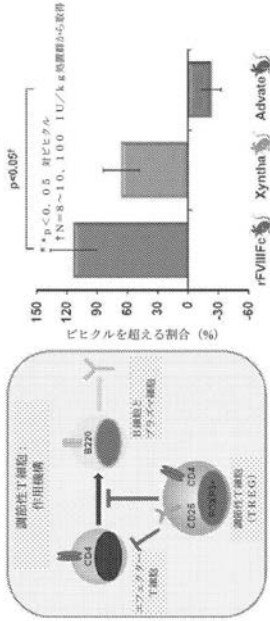 調節性T細胞：
作用機構
CD4
B220
エフェクター
T細胞
B細胞と
プラズマ細胞
CD25
CD4
FOXP3+
調節性T細胞
(TREG)
p<0.05†
**p<0.05 対ビヒクル
†N=8～10, 100 IU/kg処置群から取得
ビヒクルを超える割合 (%)
150
120
90
60
30
0
-30
-60
rFVIIIFc
Xyntha
Advate